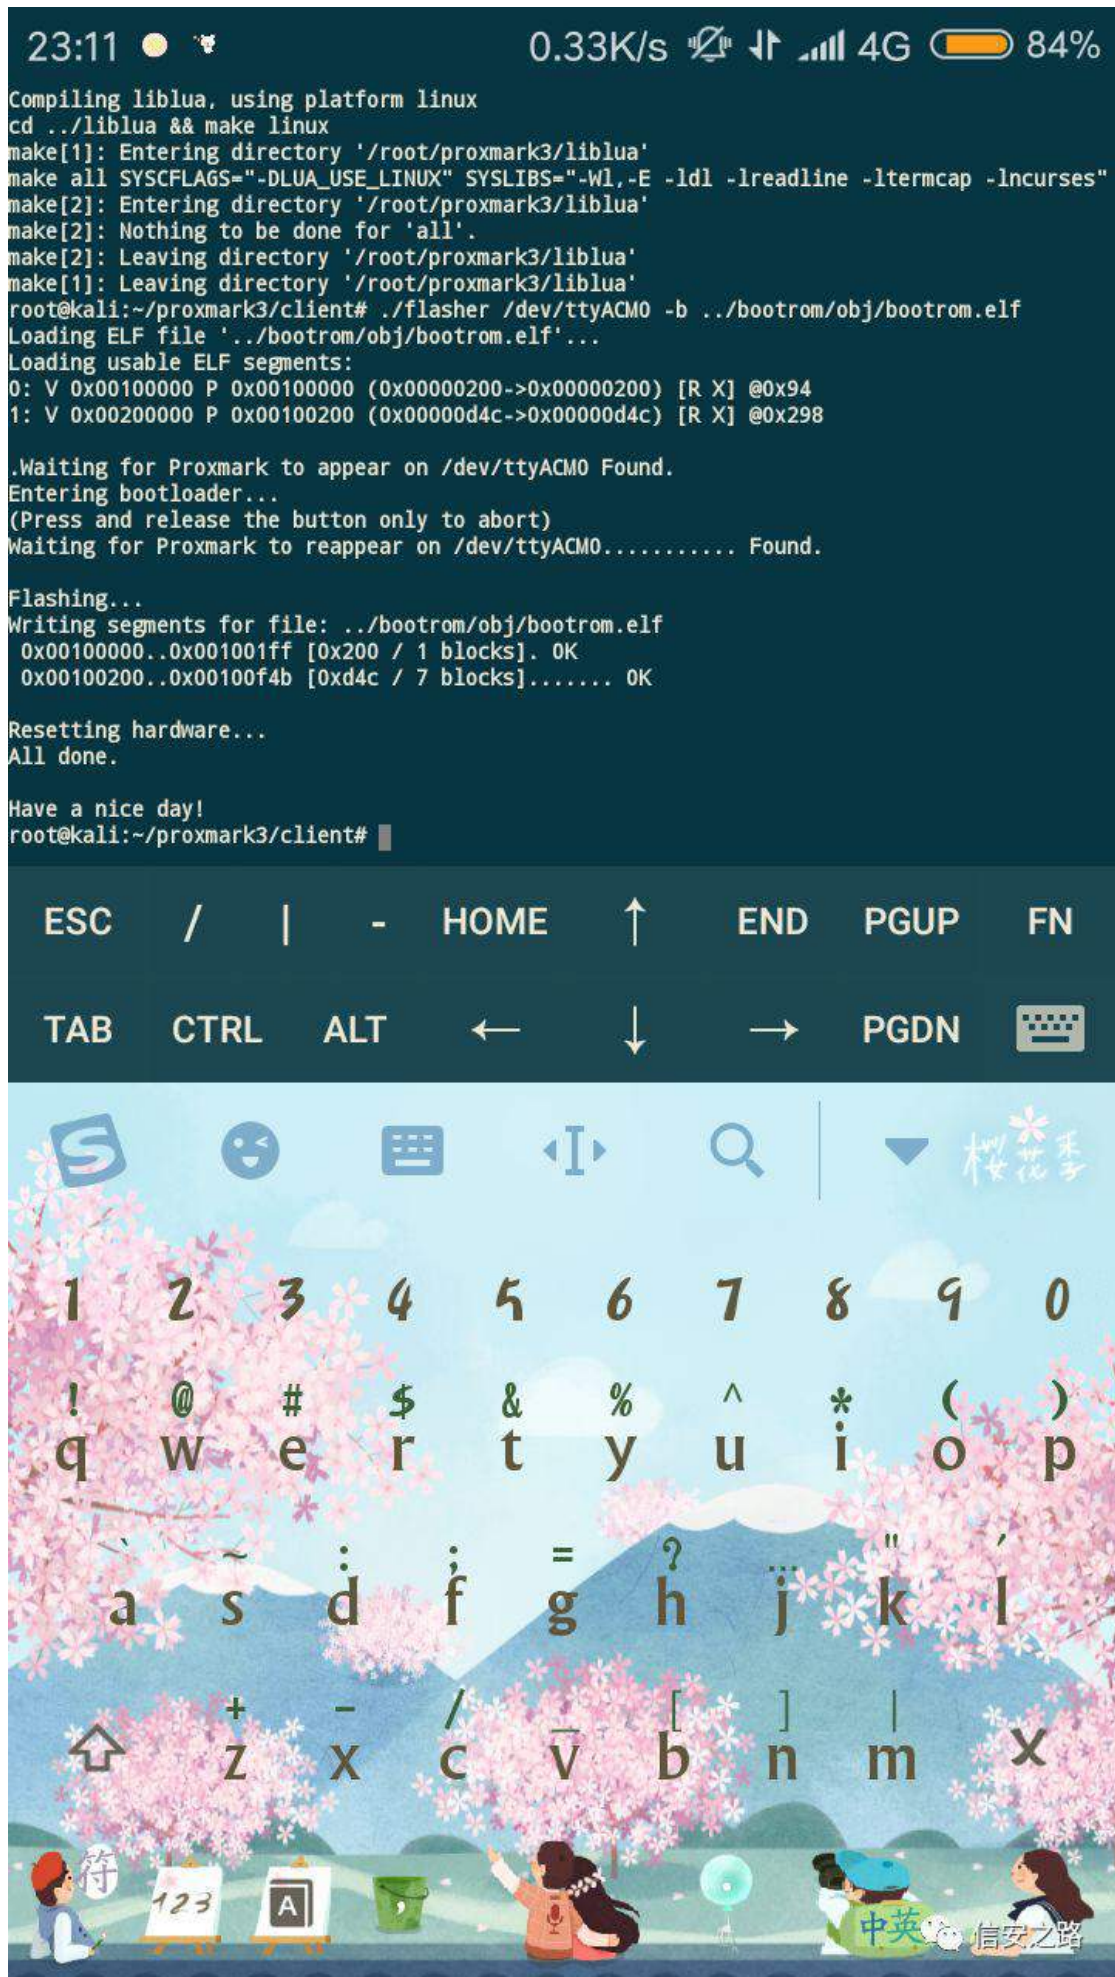 23:11 0.33K/s 4G 84%
Compiling liblua, using platform linux
cd ../liblua && make linux
make[1]: Entering directory '/root/proxmark3/liblua'
make all SYSCFLAGS="-DLUA_USE_LINUX" SYSLIBS="-Wl,-E -ldl -lreadline -ltermcap -lncurses"
make[2]: Entering directory '/root/proxmark3/liblua'
make[2]: Nothing to be done for 'all'.
make[2]: Leaving directory '/root/proxmark3/liblua'
make[1]: Leaving directory '/root/proxmark3/liblua'
root@kali:~/proxmark3/client# ./flasher /dev/ttyACM0 -b ../bootrom/obj/bootrom.elf
Loading ELF file '../bootrom/obj/bootrom.elf'...
Loading usable ELF segments:
0: V 0x00100000 P 0x00100000 (0x00000200->0x00000200) [R X] @0x94
1: V 0x00200000 P 0x00100200 (0x00000d4c->0x00000d4c) [R X] @0x298
.Waiting for Proxmark to appear on /dev/ttyACM0 Found.
Entering bootloader...
(Press and release the button only to abort)
Waiting for Proxmark to reappear on /dev/ttyACM0........... Found.
Flashing...
Writing segments for file: ../bootrom/obj/bootrom.elf
0x00100000..0x001001ff [0x200 / 1 blocks]. OK
0x00100200..0x00100f4b [0xd4c / 7 blocks]....... OK
Resetting hardware...
All done.
Have a nice day!
root@kali:~/proxmark3/client#
ESC / | - HOME ↑ END PGUP FN
TAB CTRL ALT ← ↓ → PGDN
S 樱花季
1 2 3 4 5 6 7 8 9 0
! @ # $ & % ^ * ( )
q w e r t y u i o p
` ~ : ; = ? ... " ′
a s d f g h j k l
+ - / _ [ ] |
z x c v b n m
符 123 A , 中英 信安之路